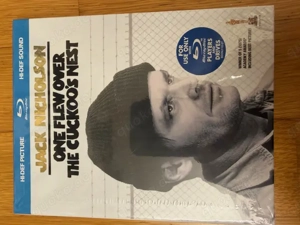 HI-DEF PICTURE
HI-DEF SOUND
JACK NICHOLSON
ONE FLEW OVER
THE CUCKOO'S NEST
FOR
USE ONLY
WITH
PLAYERS
AND
DRIVES